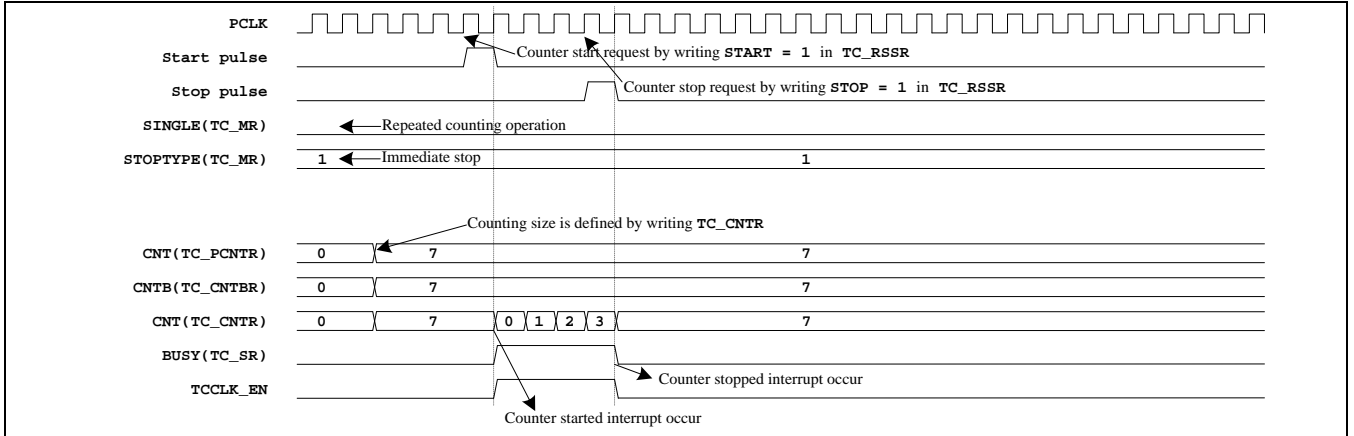 PCLK
Start pulse
Counter start request by writing START = 1 in TC_RSSR
Stop pulse
Counter stop request by writing STOP = 1 in TC_RSSR
SINGLE(TC_MR)
Repeated counting operation
STOPTYPE(TC_MR) 1 Immediate stop 1
Counting size is defined by writing TC_CNTR
CNT(TC_PCNTR) 0 7 7
CNTB(TC_CNTBR) 0 7 7
CNT(TC_CNTR) 0 7 0 1 2 3 7
BUSY(TC_SR)
Counter stopped interrupt occur
TCCLK_EN
Counter started interrupt occur